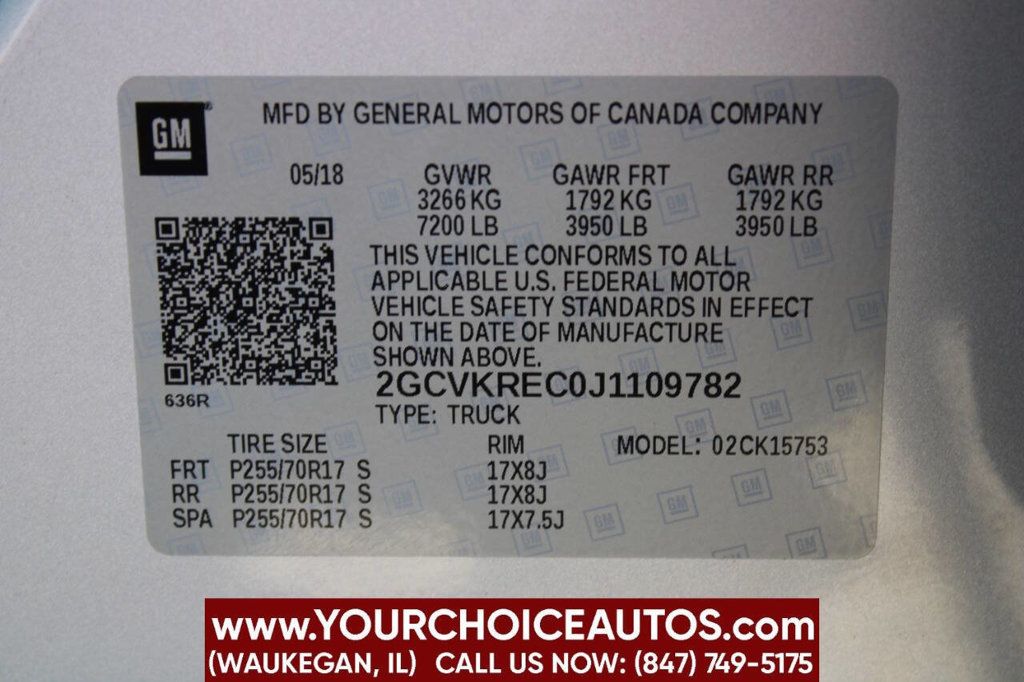 GM
MFD BY GENERAL MOTORS OF CANADA COMPANY
05/18 GVWR GAWR FRT GAWR RR
3266 KG 1792 KG 1792 KG
7200 LB 3950 LB 3950 LB
THIS VEHICLE CONFORMS TO ALL
APPLICABLE U.S. FEDERAL MOTOR
VEHICLE SAFETY STANDARDS IN EFFECT
ON THE DATE OF MANUFACTURE
SHOWN ABOVE.
2GCVKREC0J1109782
636R
TYPE: TRUCK
TIRE SIZE RIM MODEL: 02CK15753
FRT P255/70R17 S 17X8J
RR P255/70R17 S 17X8J
SPA P255/70R17 S 17X7.5J
www.YOURCHOICEAUTOS.com
(WAUKEGAN, IL) CALL US NOW: (847) 749-5175